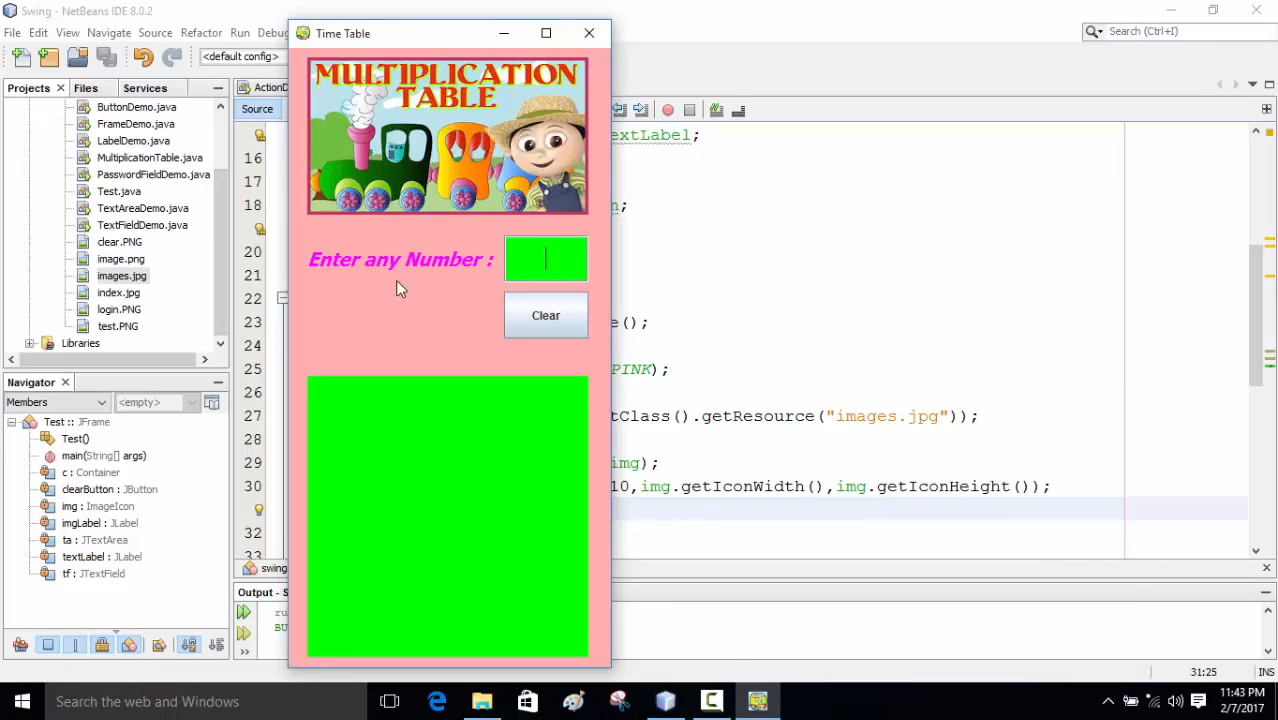 Swing - NetBeans IDE 8.0.2
File Edit View Navigate Source Refactor Run Debu
<default config>
Search (Ctrl+I)
Time Table
Projects Files Services
ButtonDemo.java
FrameDemo.java
LabelDemo.java
MultiplicationTable.java
PasswordFieldDemo.java
Test.java
TextAreaDemo.java
TextFieldDemo.java
clear.PNG
image.png
images.jpg
index.jpg
login.PNG
test.PNG
Libraries
Navigator
Members
<empty>
Test :: JFrame
Test()
main(String[] args)
c : Container
clearButton : JButton
img : ImageIcon
imgLabel : JLabel
ta : JTextArea
textLabel : JLabel
tf : JTextField
MULTIPLICATION
TABLE
Enter any Number :
Clear
ActionD
Source
extLabel;
16
17
18 n;
20
21
22
23 e();
24
25 PINK);
26
27 tClass().getResource("images.jpg"));
28
29 img);
30 10,img.getIconWidth(),img.getIconHeight());
32
33
swing
Output - S
ru
BU
31:25 INS
Search the web and Windows
11:43 PM
2/7/2017